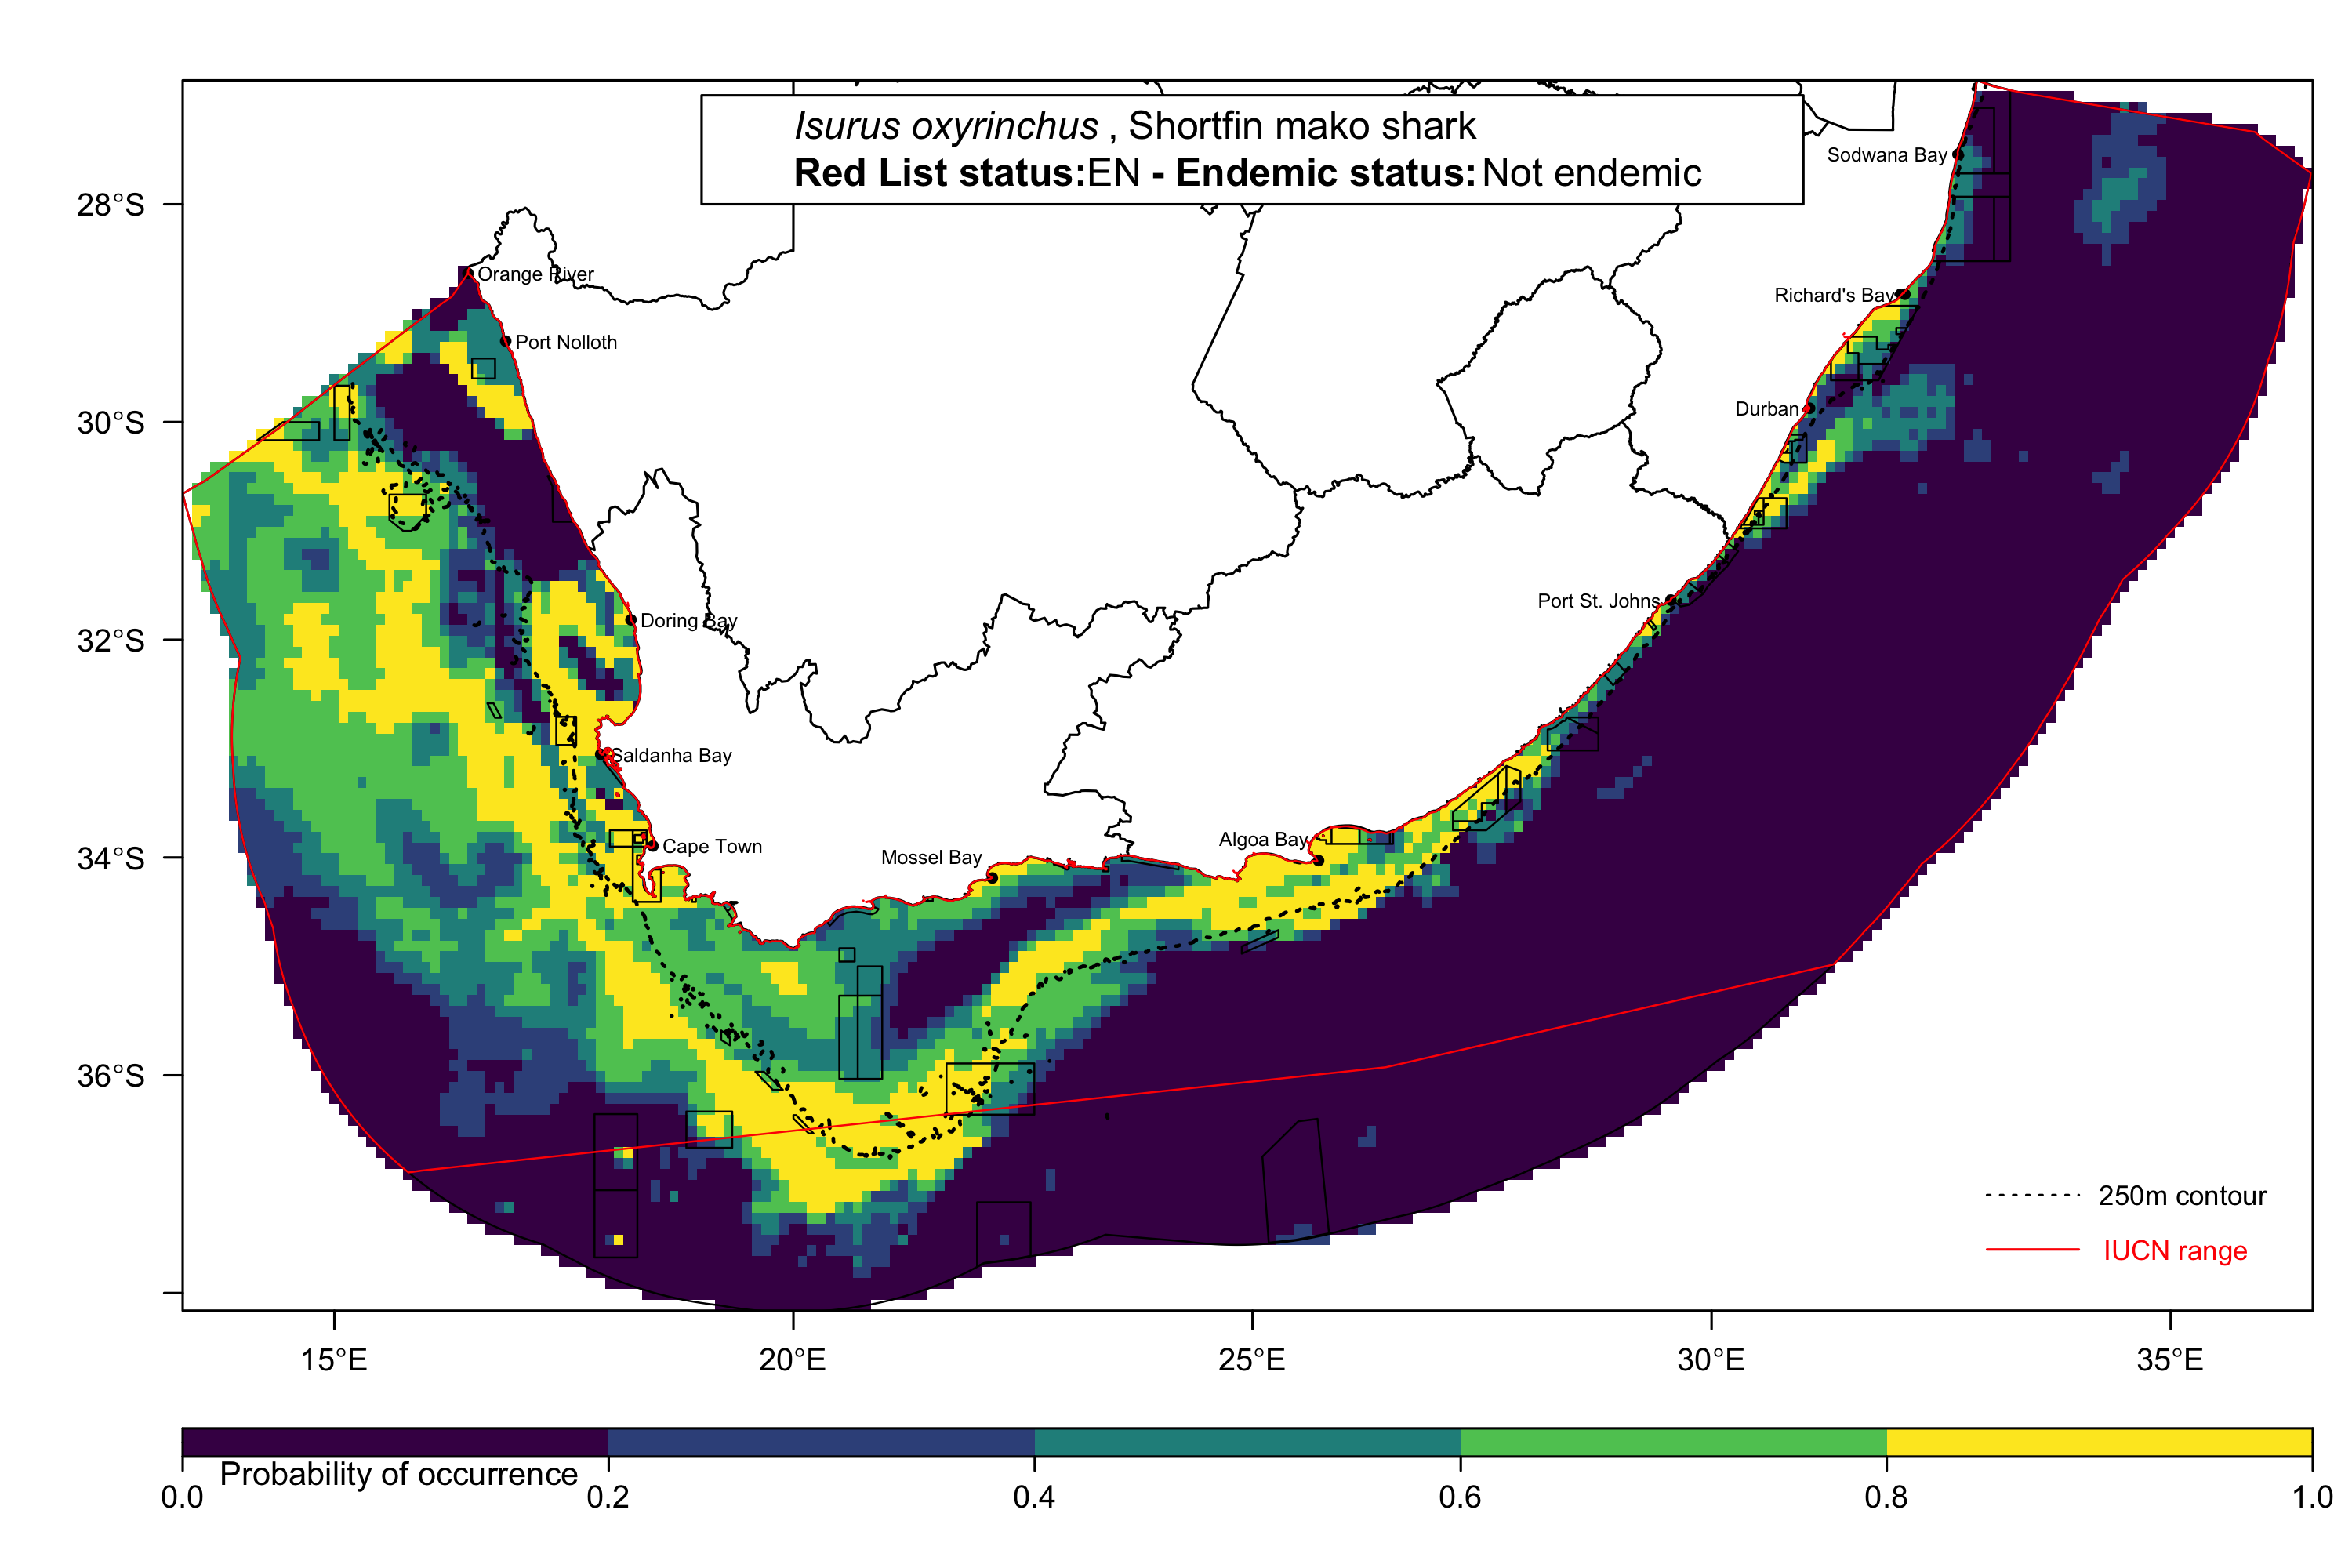 Isurus oxyrinchus , Shortfin mako shark
Red List status:EN - Endemic status: Not endemic
Sodwana Bay
28°S
Orange River
Richard's Bay
Port Nolloth
Durban
30°S
Port St. Johns
Doring Bay
32°S
Saldanha Bay
Algoa Bay
Cape Town
Mossel Bay
34°S
36°S
250m contour
IUCN range
15°E 20°E 25°E 30°E 35°E
Probability of occurrence
0.0 0.2 0.4 0.6 0.8 1.0